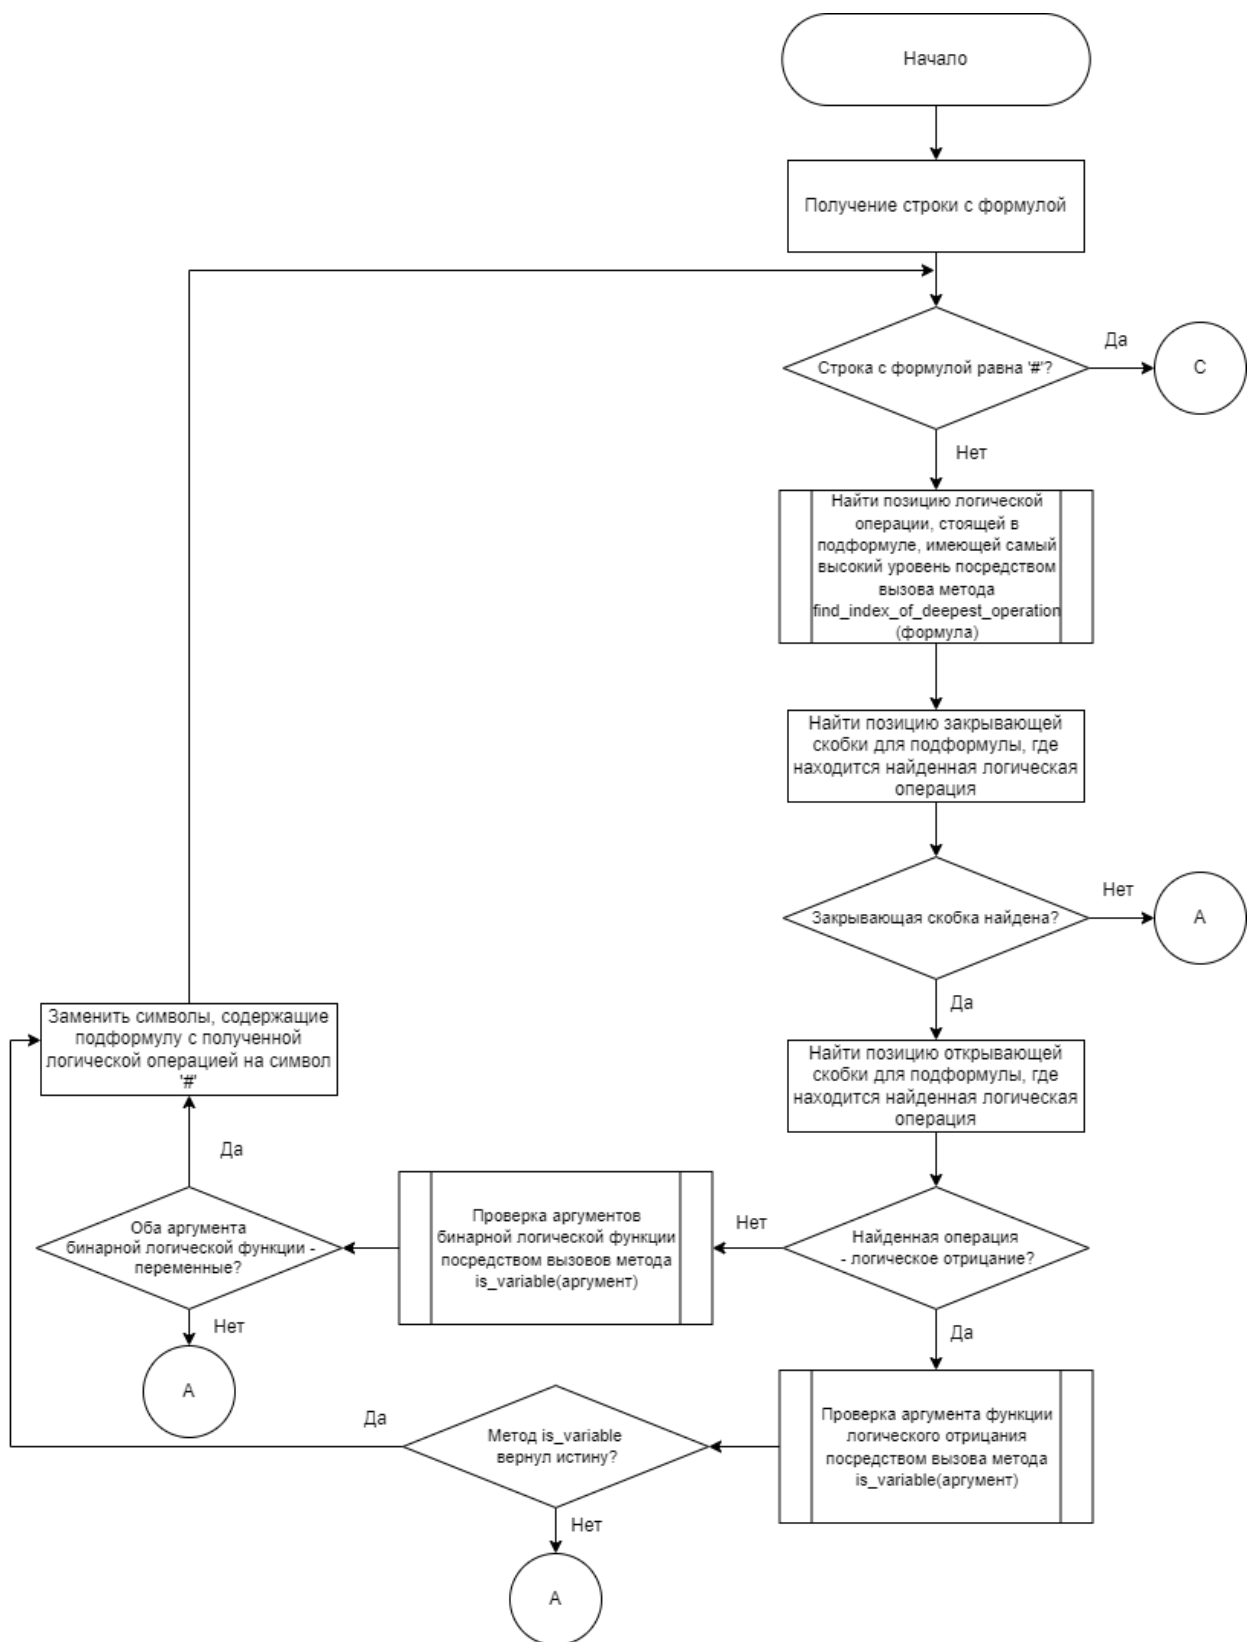 Начало
Получение строки с формулой
Строка с формулой равна '#'?
Да
С
Нет
Найти позицию логической
операции, стоящей в
подформуле, имеющей самый
высокий уровень посредством
вызова метода
find_index_of_deepest_operation
(формула)
Найти позицию закрывающей
скобки для подформулы, где
находится найденная логическая
операция
Закрывающая скобка найдена?
Нет
А
Да
Найти позицию открывающей
скобки для подформулы, где
находится найденная логическая
операция
Найденная операция
- логическое отрицание?
Нет
Проверка аргументов
бинарной логической функции
посредством вызовов метода
is_variable(аргумент)
Оба аргумента
бинарной логической функции -
переменные?
Да
Заменить символы, содержащие
подформулу с полученной
логической операцией на символ
'#'
Нет
А
Да
Проверка аргумента функции
логического отрицания
посредством вызова метода
is_variable(аргумент)
Метод is_variable
вернул истину?
Да
Нет
А